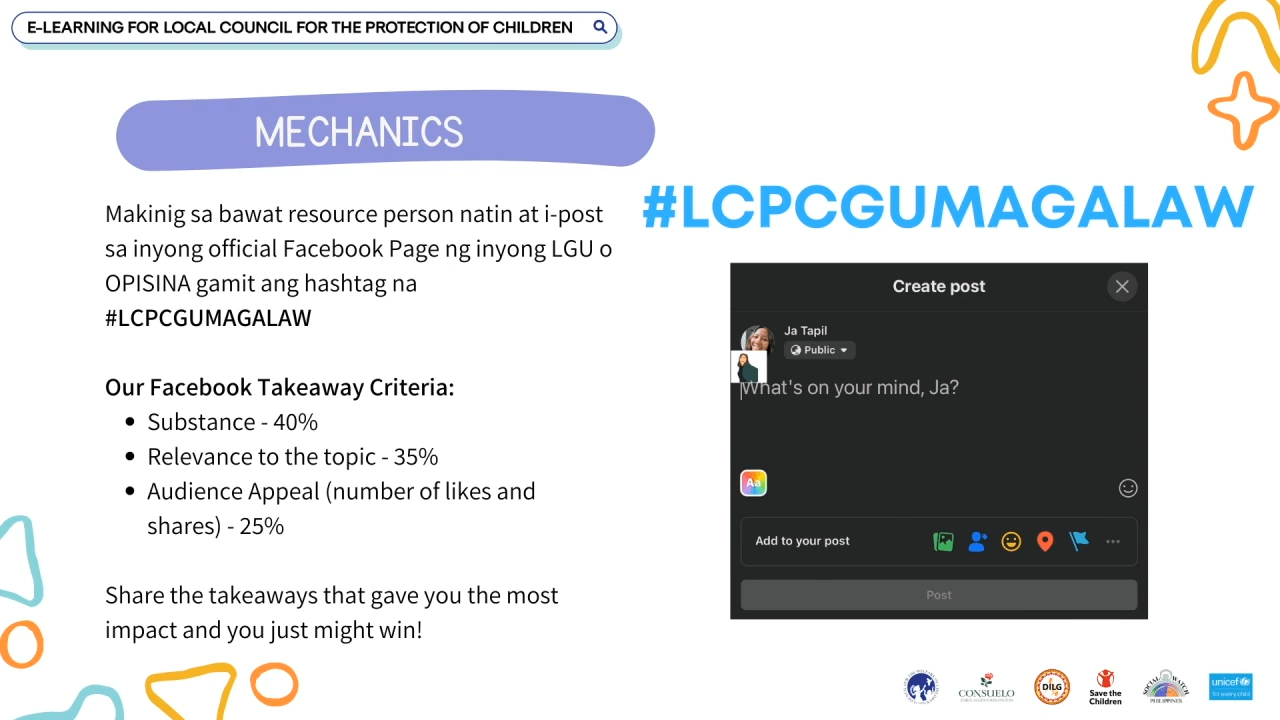 E-LEARNING FOR LOCAL COUNCIL FOR THE PROTECTION OF CHILDREN
MECHANICS
Makinig sa bawat resource person natin at i-post
sa inyong official Facebook Page ng inyong LGU o
OPISINA gamit ang hashtag na
#LCPCGUMAGALAW
Our Facebook Takeaway Criteria:
Substance - 40%
Relevance to the topic - 35%
Audience Appeal (number of likes and
shares) - 25%
Share the takeaways that gave you the most
impact and you just might win!
#LCPCGUMAGALAW
Create post
Ja Tapil
Public
What's on your mind, Ja?
Aa
Add to your post
Post
CONSUELO
DILG
Save the
Children
SOCIAL WATCH
PHILIPPINES
unicef
for every child